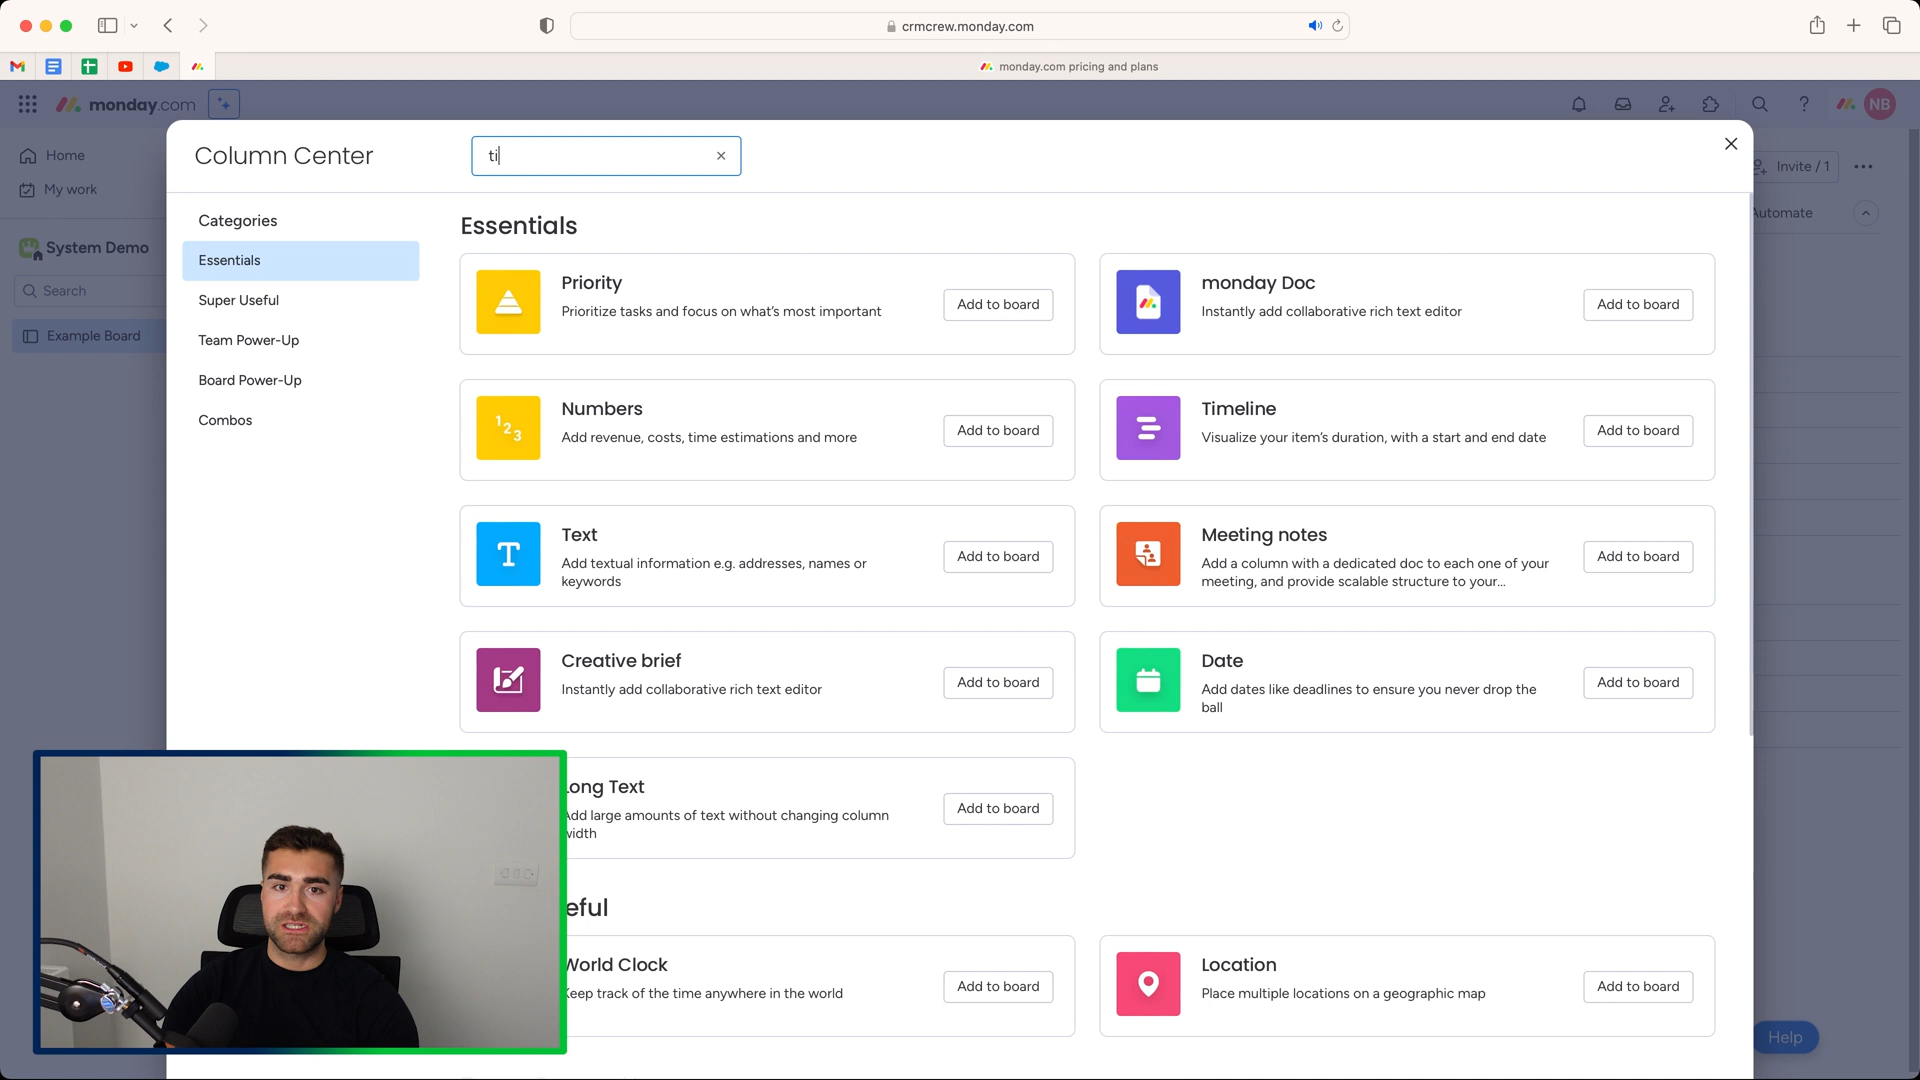 crmcrew.monday.com
monday.com pricing and plans
monday.com
NB
Home
My work
System Demo
Search
Example Board
Invite / 1
Automate
Column Center
ti
Categories
Essentials
Super Useful
Team Power-Up
Board Power-Up
Combos
Essentials
Priority
Prioritize tasks and focus on what's most important
Add to board
monday Doc
Instantly add collaborative rich text editor
Add to board
Numbers
Add revenue, costs, time estimations and more
Add to board
Timeline
Visualize your item's duration, with a start and end date
Add to board
Text
Add textual information e.g. addresses, names or
keywords
Add to board
Meeting notes
Add a column with a dedicated doc to each one of your
meeting, and provide scalable structure to your...
Add to board
Creative brief
Instantly add collaborative rich text editor
Add to board
Date
Add dates like deadlines to ensure you never drop the
ball
Add to board
Long Text
Add large amounts of text without changing column
width
Add to board
eful
World Clock
Keep track of the time anywhere in the world
Add to board
Location
Place multiple locations on a geographic map
Add to board
Help